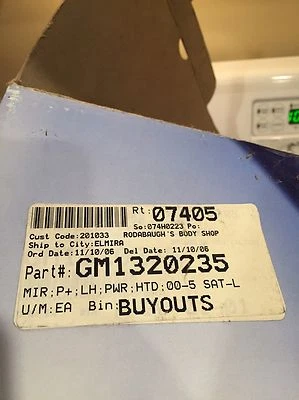 Rt: 07405
So:074H0223 Po:
Cust Code:201033 RODABAUGH'S BODY SHOP
Ship to City:ELMIRA
Ord Date:11/10/06 Del Date: 11/10/06
Part#:GM1320235
MIR;P+;LH;PWR;HTD;00-5 SAT-L
U/M:EA Bin:BUYOUTS